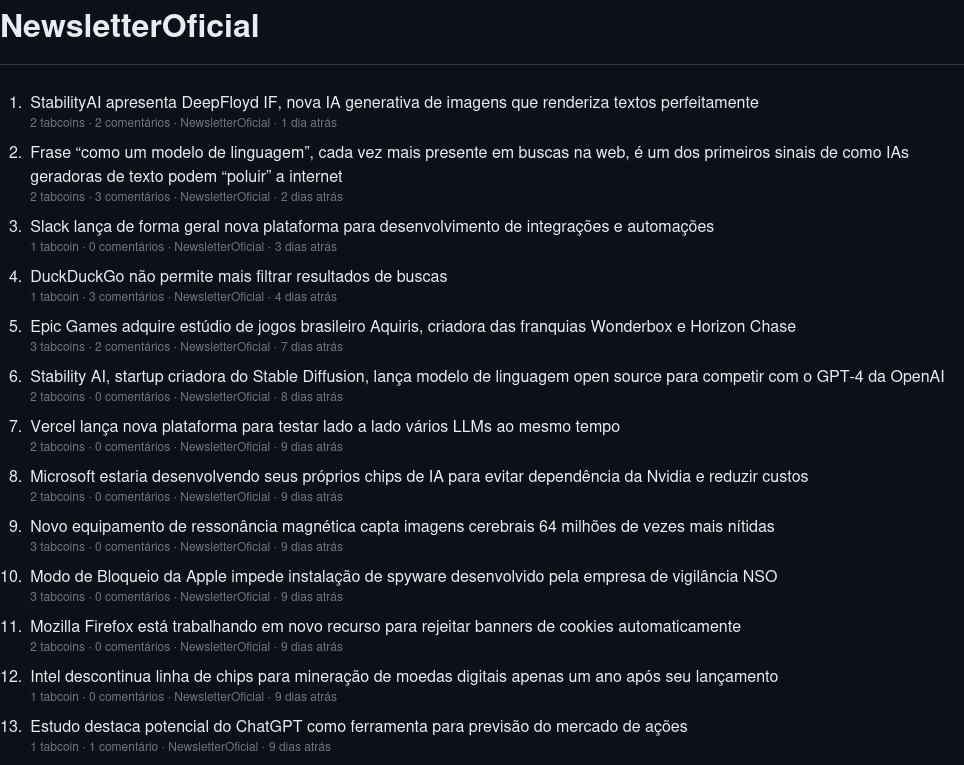 NewsletterOficial
1. StabilityAI apresenta DeepFloyd IF, nova IA generativa de imagens que renderiza textos perfeitamente
2 tabcoins · 2 comentários · NewsletterOficial · 1 dia atrás
2. Frase “como um modelo de linguagem”, cada vez mais presente em buscas na web, é um dos primeiros sinais de como IAs
geradoras de texto podem “poluir” a internet
2 tabcoins · 3 comentários · NewsletterOficial · 2 dias atrás
3. Slack lança de forma geral nova plataforma para desenvolvimento de integrações e automações
1 tabcoin · 0 comentários · NewsletterOficial · 3 dias atrás
4. DuckDuckGo não permite mais filtrar resultados de buscas
1 tabcoin · 3 comentários · NewsletterOficial · 4 dias atrás
5. Epic Games adquire estúdio de jogos brasileiro Aquiris, criadora das franquias Wonderbox e Horizon Chase
3 tabcoins · 2 comentários · NewsletterOficial · 7 dias atrás
6. Stability AI, startup criadora do Stable Diffusion, lança modelo de linguagem open source para competir com o GPT-4 da OpenAI
2 tabcoins · 0 comentários · NewsletterOficial · 8 dias atrás
7. Vercel lança nova plataforma para testar lado a lado vários LLMs ao mesmo tempo
2 tabcoins · 0 comentários · NewsletterOficial · 9 dias atrás
8. Microsoft estaria desenvolvendo seus próprios chips de IA para evitar dependência da Nvidia e reduzir custos
2 tabcoins · 0 comentários · NewsletterOficial · 9 dias atrás
9. Novo equipamento de ressonância magnética capta imagens cerebrais 64 milhões de vezes mais nítidas
3 tabcoins · 0 comentários · NewsletterOficial · 9 dias atrás
10. Modo de Bloqueio da Apple impede instalação de spyware desenvolvido pela empresa de vigilância NSO
3 tabcoins · 0 comentários · NewsletterOficial · 9 dias atrás
11. Mozilla Firefox está trabalhando em novo recurso para rejeitar banners de cookies automaticamente
2 tabcoins · 0 comentários · NewsletterOficial · 9 dias atrás
12. Intel descontinua linha de chips para mineração de moedas digitais apenas um ano após seu lançamento
1 tabcoin · 0 comentários · NewsletterOficial · 9 dias atrás
13. Estudo destaca potencial do ChatGPT como ferramenta para previsão do mercado de ações
1 tabcoin · 1 comentário · NewsletterOficial · 9 dias atrás